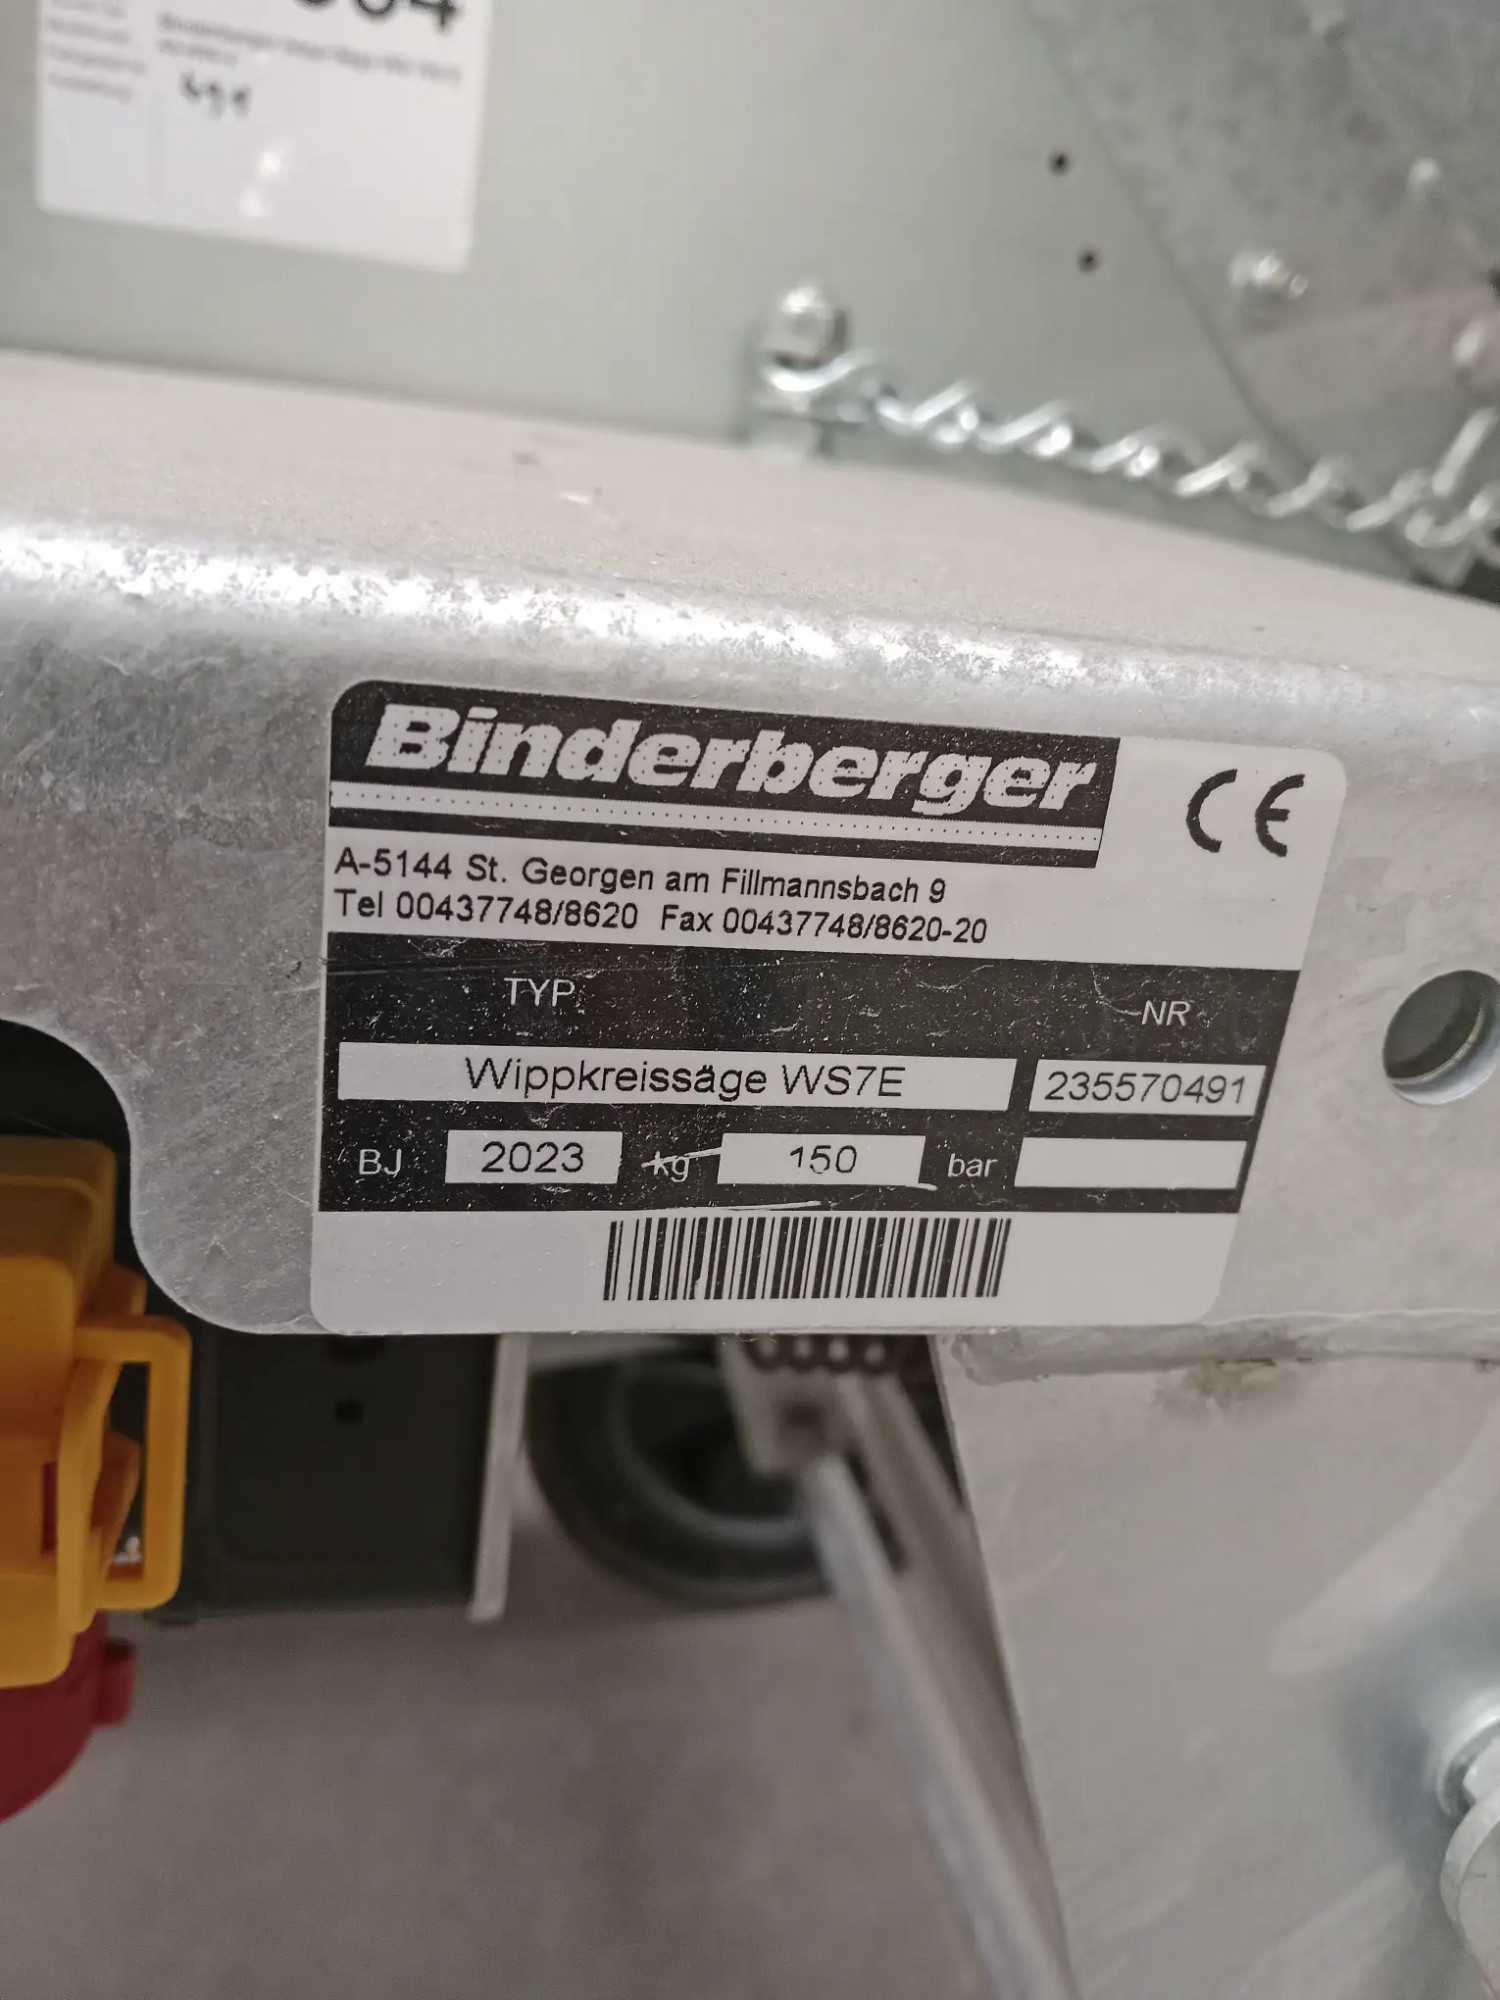 491
Binderberger
CE
A-5144 St. Georgen am Fillmannsbach 9
Tel 00437748/8620 Fax 00437748/8620-20
TYP NR
Wippkreissäge WS7E 235570491
BJ 2023 kg 150 bar